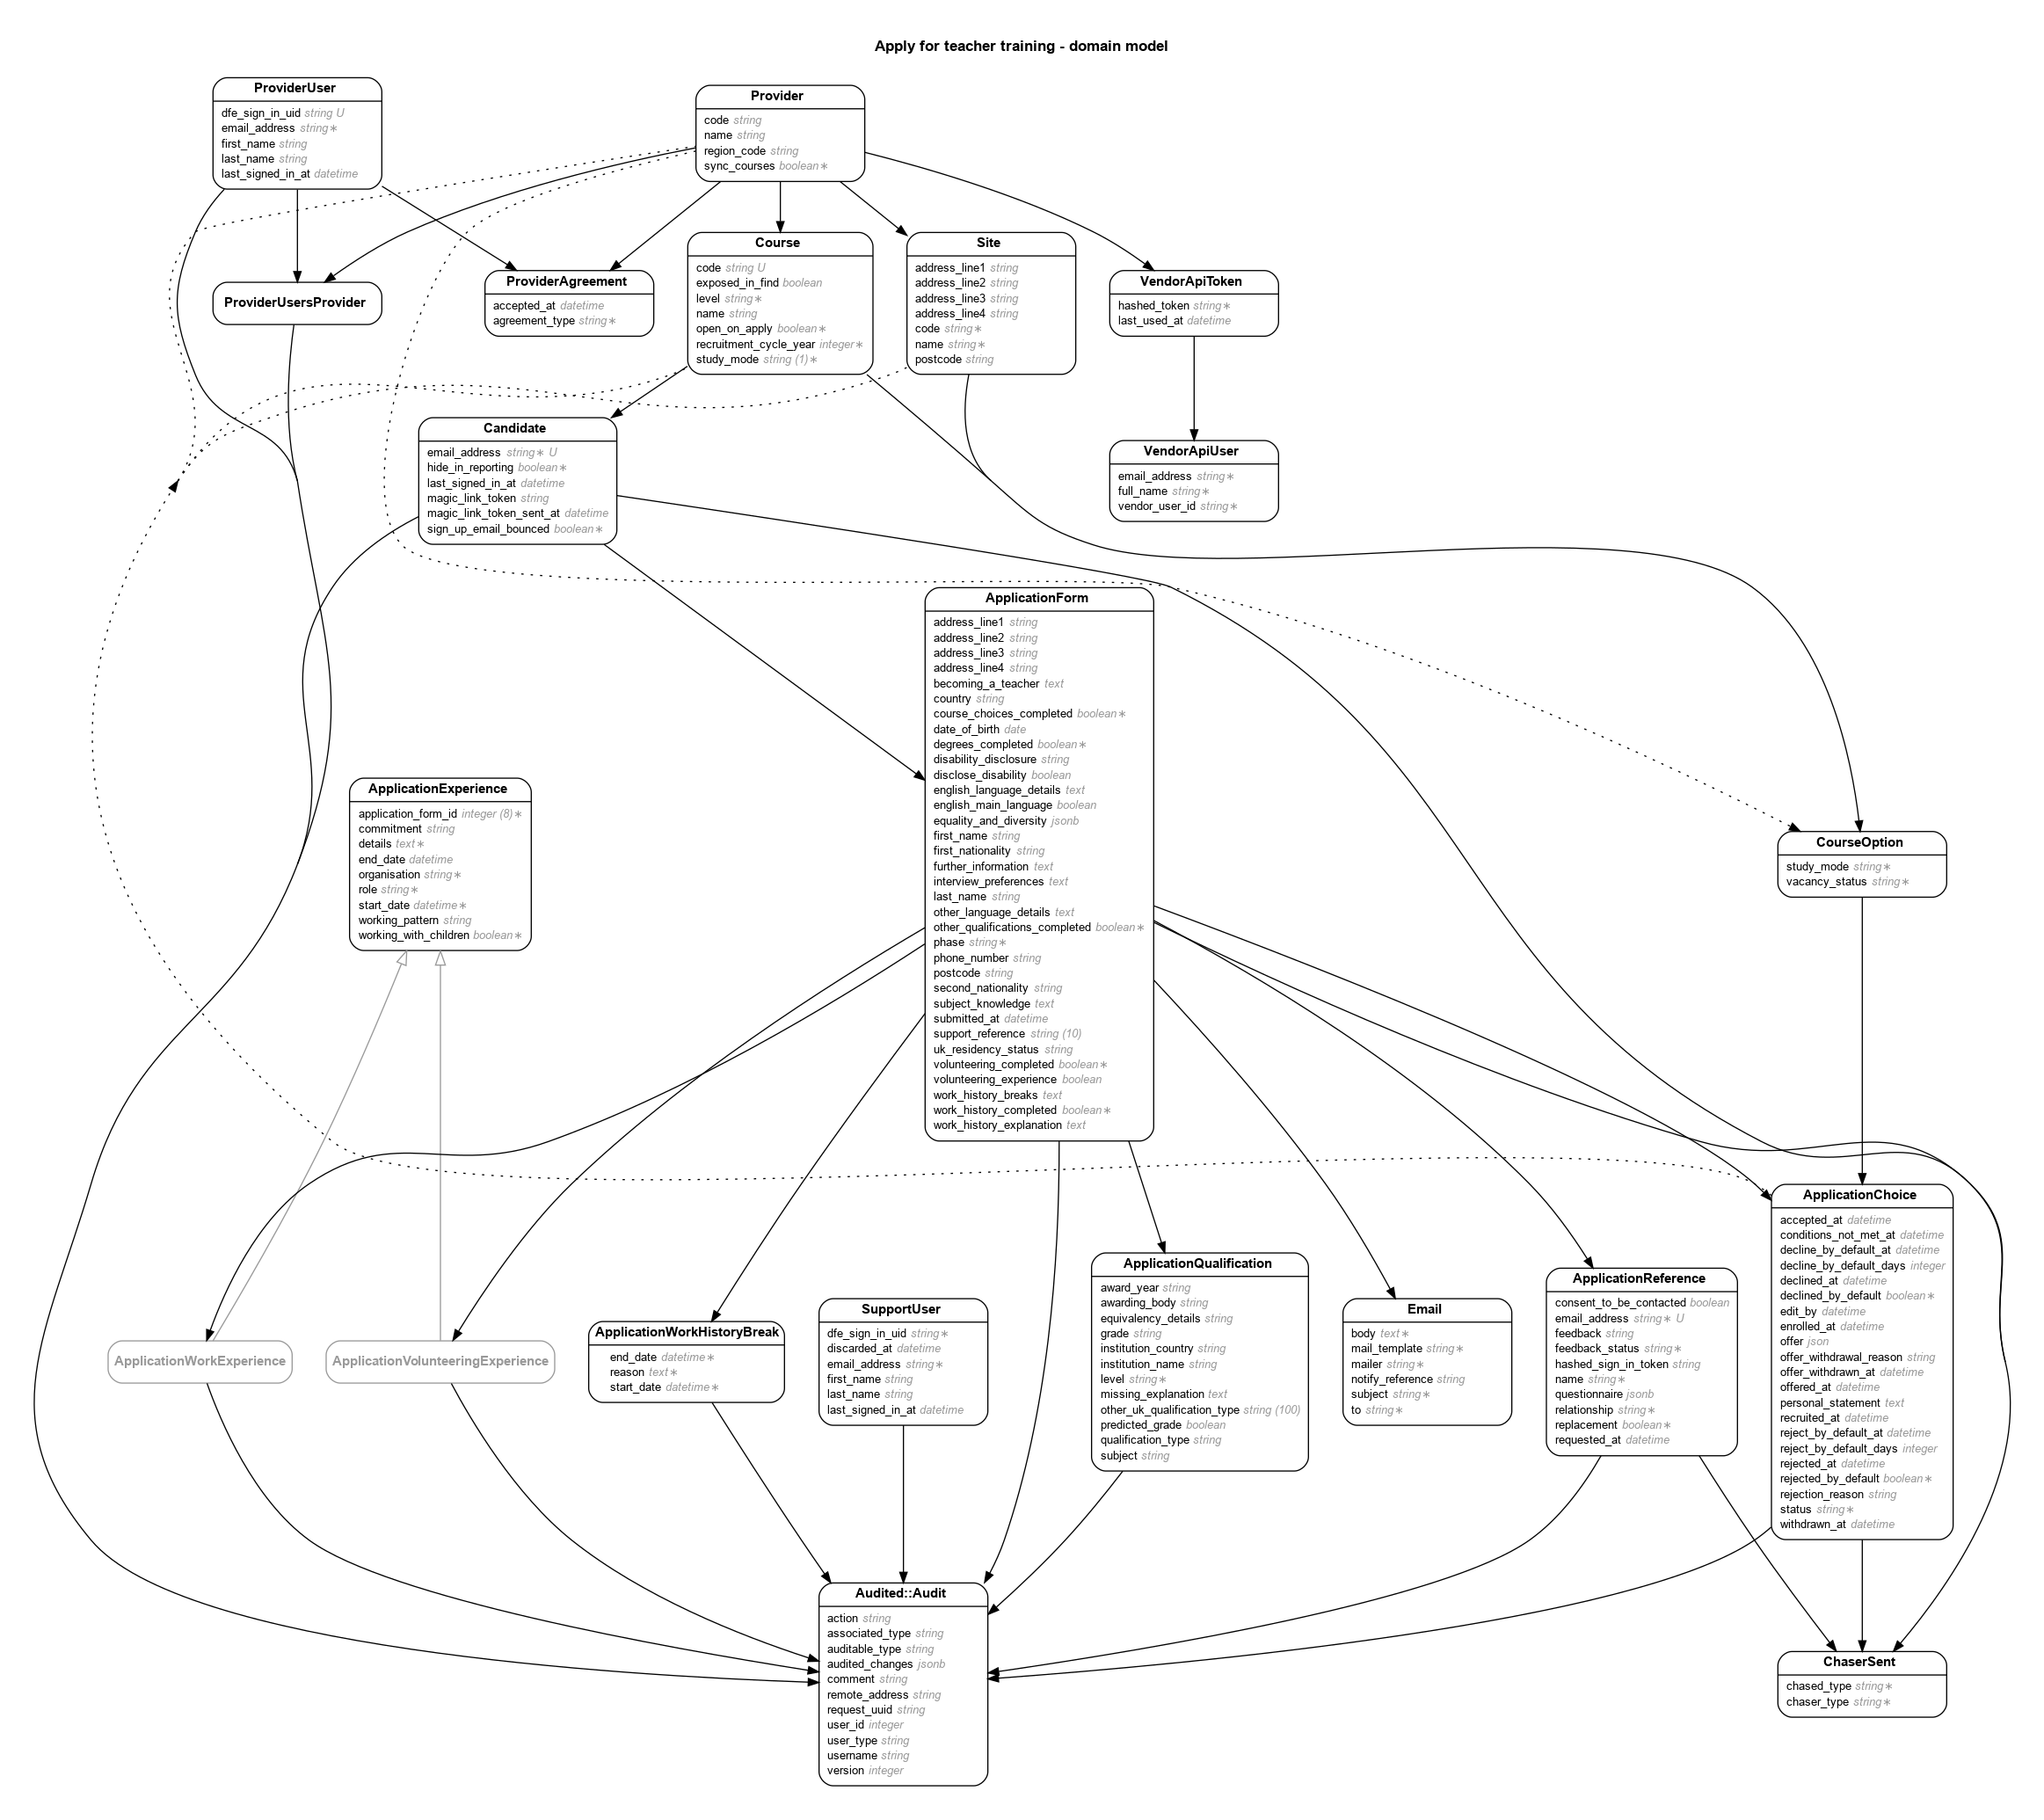 Apply for teacher training - domain model
ProviderUser
dfe_sign_in_uid string U
email_address string∗
first_name string
last_name string
last_signed_in_at datetime
Provider
code string
name string
region_code string
sync_courses boolean∗
ProviderUsersProvider
ProviderAgreement
accepted_at datetime
agreement_type string∗
Course
code string U
exposed_in_find boolean
level string∗
name string
open_on_apply boolean∗
recruitment_cycle_year integer∗
study_mode string (1)∗
Site
address_line1 string
address_line2 string
address_line3 string
address_line4 string
code string∗
name string∗
postcode string
VendorApiToken
hashed_token string∗
last_used_at datetime
Candidate
email_address string∗ U
hide_in_reporting boolean∗
last_signed_in_at datetime
magic_link_token string
magic_link_token_sent_at datetime
sign_up_email_bounced boolean∗
VendorApiUser
email_address string∗
full_name string∗
vendor_user_id string∗
ApplicationForm
address_line1 string
address_line2 string
address_line3 string
address_line4 string
becoming_a_teacher text
country string
course_choices_completed boolean∗
date_of_birth date
degrees_completed boolean∗
disability_disclosure string
disclose_disability boolean
english_language_details text
english_main_language boolean
equality_and_diversity jsonb
first_name string
first_nationality string
further_information text
interview_preferences text
last_name string
other_language_details text
other_qualifications_completed boolean∗
phase string∗
phone_number string
postcode string
second_nationality string
subject_knowledge text
submitted_at datetime
support_reference string (10)
uk_residency_status string
volunteering_completed boolean∗
volunteering_experience boolean
work_history_breaks text
work_history_completed boolean∗
work_history_explanation text
ApplicationExperience
application_form_id integer (8)∗
commitment string
details text∗
end_date datetime
organisation string∗
role string∗
start_date datetime∗
working_pattern string
working_with_children boolean∗
CourseOption
study_mode string∗
vacancy_status string∗
ApplicationWorkExperience
ApplicationVolunteeringExperience
ApplicationWorkHistoryBreak
end_date datetime∗
reason text∗
start_date datetime∗
SupportUser
dfe_sign_in_uid string∗
discarded_at datetime
email_address string∗
first_name string
last_name string
last_signed_in_at datetime
ApplicationQualification
award_year string
awarding_body string
equivalency_details string
grade string
institution_country string
institution_name string
level string∗
missing_explanation text
other_uk_qualification_type string (100)
predicted_grade boolean
qualification_type string
subject string
Email
body text∗
mail_template string∗
mailer string∗
notify_reference string
subject string∗
to string∗
ApplicationReference
consent_to_be_contacted boolean
email_address string∗ U
feedback string
feedback_status string∗
hashed_sign_in_token string
name string∗
questionnaire jsonb
relationship string∗
replacement boolean∗
requested_at datetime
ApplicationChoice
accepted_at datetime
conditions_not_met_at datetime
decline_by_default_at datetime
decline_by_default_days integer
declined_at datetime
declined_by_default boolean∗
edit_by datetime
enrolled_at datetime
offer json
offer_withdrawal_reason string
offer_withdrawn_at datetime
offered_at datetime
personal_statement text
recruited_at datetime
reject_by_default_at datetime
reject_by_default_days integer
rejected_at datetime
rejected_by_default boolean∗
rejection_reason string
status string∗
withdrawn_at datetime
Audited::Audit
action string
associated_type string
auditable_type string
audited_changes jsonb
comment string
remote_address string
request_uuid string
user_id integer
user_type string
username string
version integer
ChaserSent
chased_type string∗
chaser_type string∗